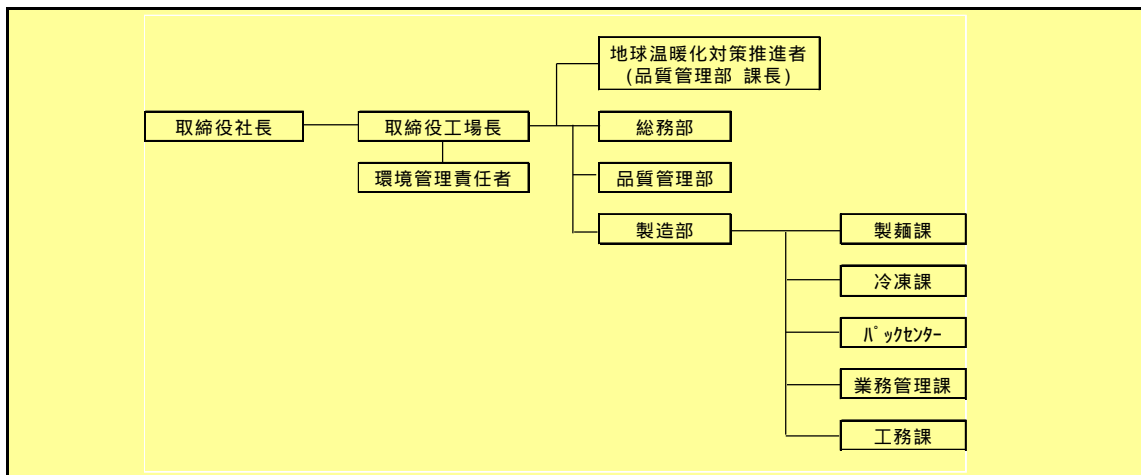 地球温暖化対策推進者
(品質管理部 課長)
取締役社長
取締役工場長
総務部
環境管理責任者
品質管理部
製造部
製麺課
冷凍課
ﾊﾟｯｸｾﾝﾀｰ
業務管理課
工務課